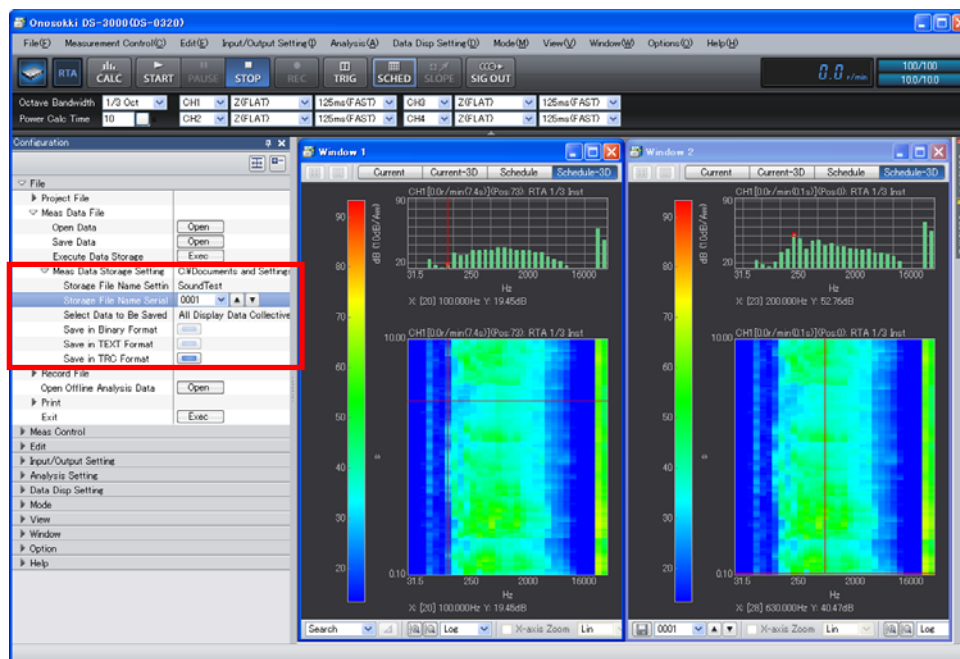 Onosokki DS-3000(DS-0320)
File(F) Measurement Control(C) Edit(E) Input/Output Setting(I) Analysis(A) Data Disp Setting(D) Mode(M) View(V) Window(W) Options(O) Help(H)
RTA CALC START PAUSE STOP REC TRIG SCHED SLOPE SIG OUT 0.0 r/min 100/100
10.0/10.0
Octave Bandwidth 1/3 Oct CH1 Z(FLAT) 125ms(FAST) CH3 Z(FLAT) 125ms(FAST)
Power Calc Time 10 CH2 Z(FLAT) 125ms(FAST) CH4 Z(FLAT) 125ms(FAST)
Configuration
File
Project File
Meas Data File
Open Data Open
Save Data Open
Execute Data Storage Exec
Meas Data Storage Setting C:¥Documents and Settings
Storage File Name Settin SoundTest
Storage File Name Serial 0001
Select Data to Be Saved All Display Data Collective
Save in Binary Format
Save in TEXT Format
Save in TRC Format
Record File
Open Offline Analysis Data Open
Print
Exit Exec
Meas Control
Edit
Input/Output Setting
Analysis Setting
Data Disp Setting
Mode
View
Window
Option
Help
Window 1
Current Current-3D Schedule Schedule-3D
CH1[0.0r/min(7.4s)](Pos:73). RTA 1/3 Inst
90
dB (1.0dB/Am)
20
31.5 250 2000 16000
Hz
X: [20] 100.000Hz Y: 19.45dB
CH1[0.0r/min(7.4s)](Pos:73). RTA 1/3 Inst
10.00
s
0.10
31.5 250 2000 16000
Hz
X: [20] 100.000Hz Y: 19.45dB
90
80
70
60
50
40
30
20
Search Log X-axis Zoom Lin
Window 2
Current Current-3D Schedule Schedule-3D
CH1[0.0r/min(0.1s)](Pos:0). RTA 1/3 Inst
90
dB (1.0dB/Am)
20
31.5 250 2000 16000
Hz
X: [23] 200.000Hz Y: 52.76dB
CH1[0.0r/min(0.1s)](Pos:0). RTA 1/3 Inst
10.00
s
0.10
31.5 250 2000 16000
Hz
X: [28] 630.000Hz Y: 40.47dB
90
80
70
60
50
40
30
20
0001 X-axis Zoom Lin Log